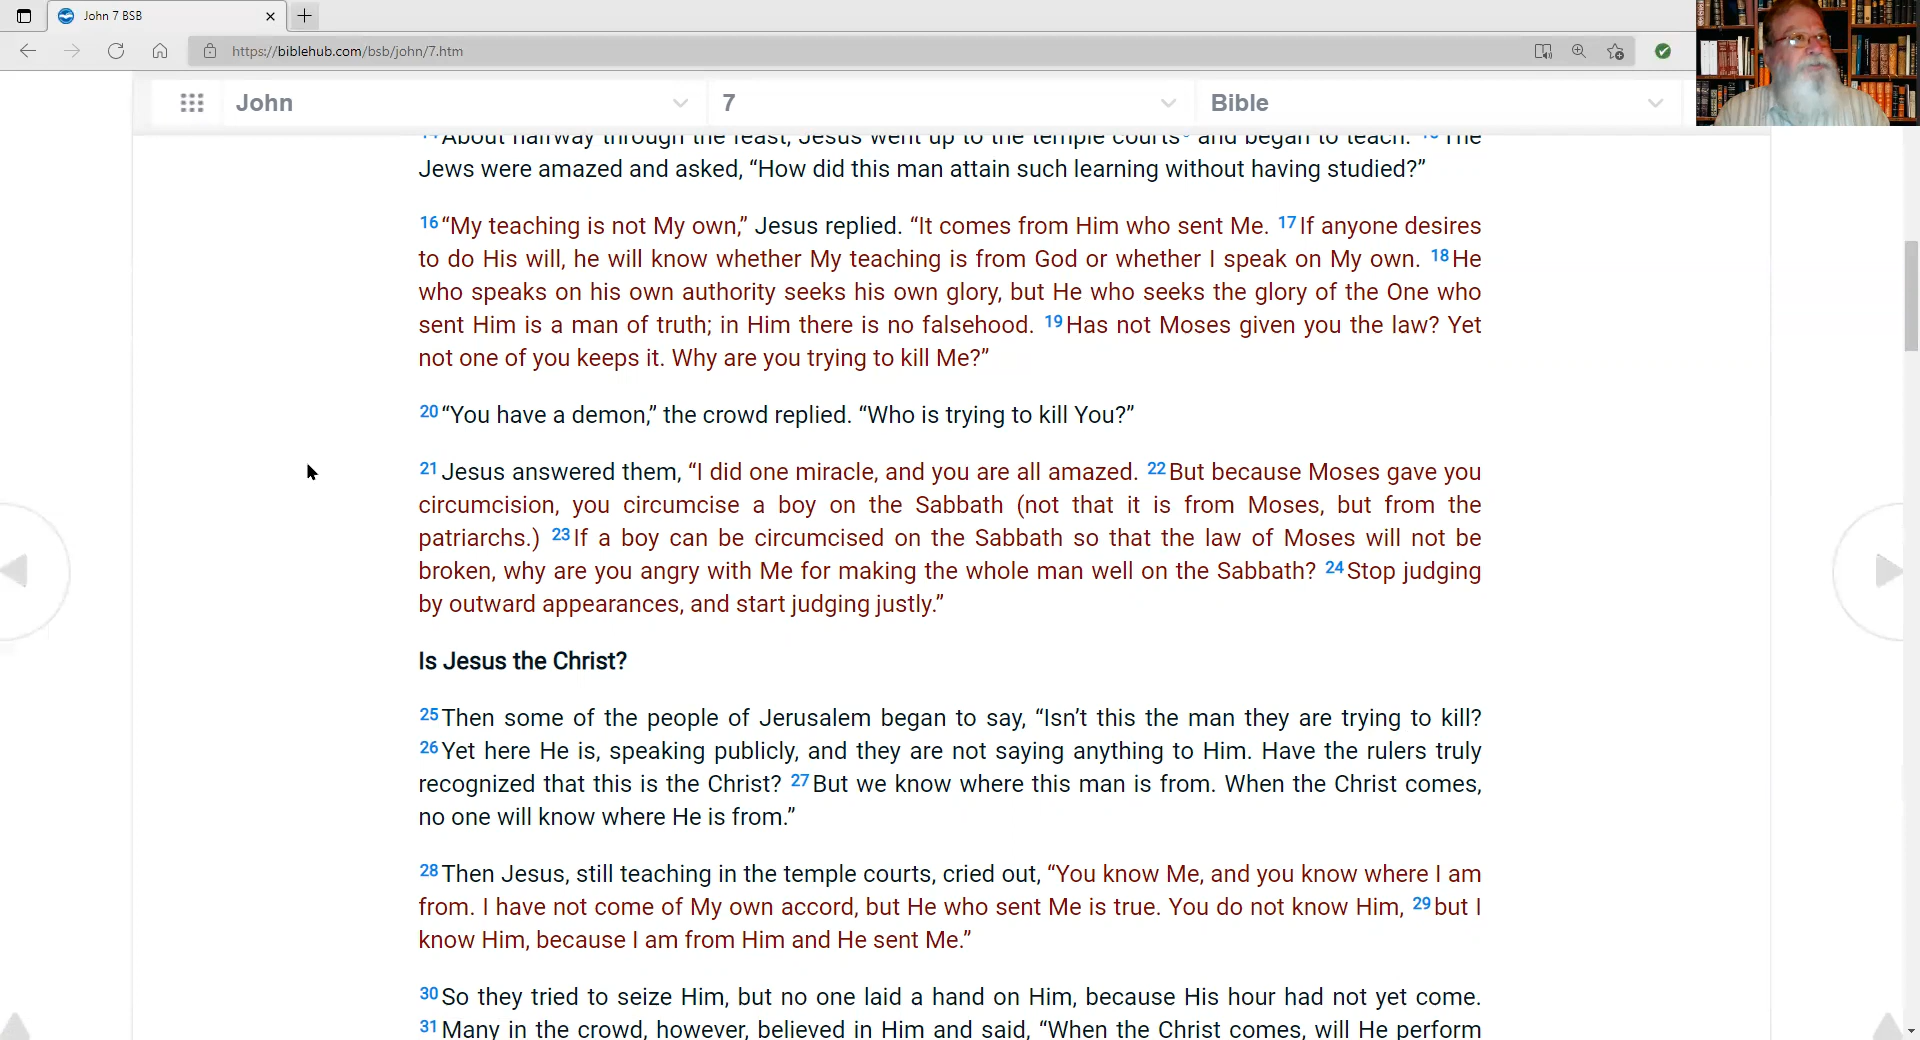 John 7 BSB
https://biblehub.com/bsb/john/7.htm
John 7 Bible
14 About halfway through the feast, Jesus went up to the temple courts and began to teach. 15 The
Jews were amazed and asked, “How did this man attain such learning without having studied?”
16 “My teaching is not My own,” Jesus replied. “It comes from Him who sent Me. 17 If anyone desires
to do His will, he will know whether My teaching is from God or whether I speak on My own. 18 He
who speaks on his own authority seeks his own glory, but He who seeks the glory of the One who
sent Him is a man of truth; in Him there is no falsehood. 19 Has not Moses given you the law? Yet
not one of you keeps it. Why are you trying to kill Me?”
20 “You have a demon,” the crowd replied. “Who is trying to kill You?”
21 Jesus answered them, “I did one miracle, and you are all amazed. 22 But because Moses gave you
circumcision, you circumcise a boy on the Sabbath (not that it is from Moses, but from the
patriarchs.) 23 If a boy can be circumcised on the Sabbath so that the law of Moses will not be
broken, why are you angry with Me for making the whole man well on the Sabbath? 24 Stop judging
by outward appearances, and start judging justly.”
Is Jesus the Christ?
25 Then some of the people of Jerusalem began to say, “Isn’t this the man they are trying to kill?
26 Yet here He is, speaking publicly, and they are not saying anything to Him. Have the rulers truly
recognized that this is the Christ? 27 But we know where this man is from. When the Christ comes,
no one will know where He is from.”
28 Then Jesus, still teaching in the temple courts, cried out, “You know Me, and you know where I am
from. I have not come of My own accord, but He who sent Me is true. You do not know Him, 29 but I
know Him, because I am from Him and He sent Me.”
30 So they tried to seize Him, but no one laid a hand on Him, because His hour had not yet come.
31 Many in the crowd, however, believed in Him and said, “When the Christ comes, will He perform